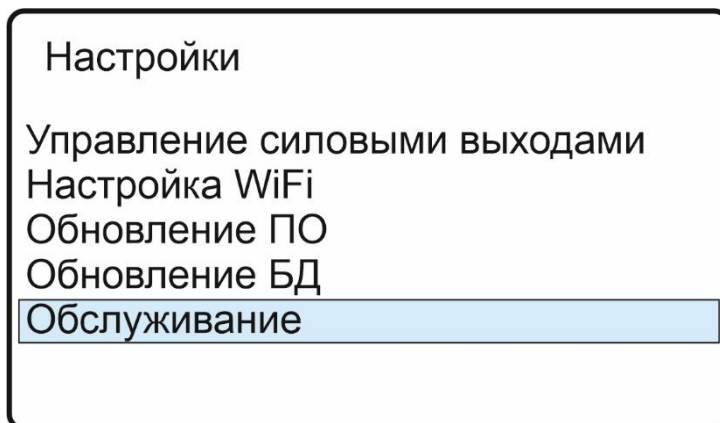 Настройки
Управление силовыми выходами
Настройка WiFi
Обновление ПО
Обновление БД
Обслуживание